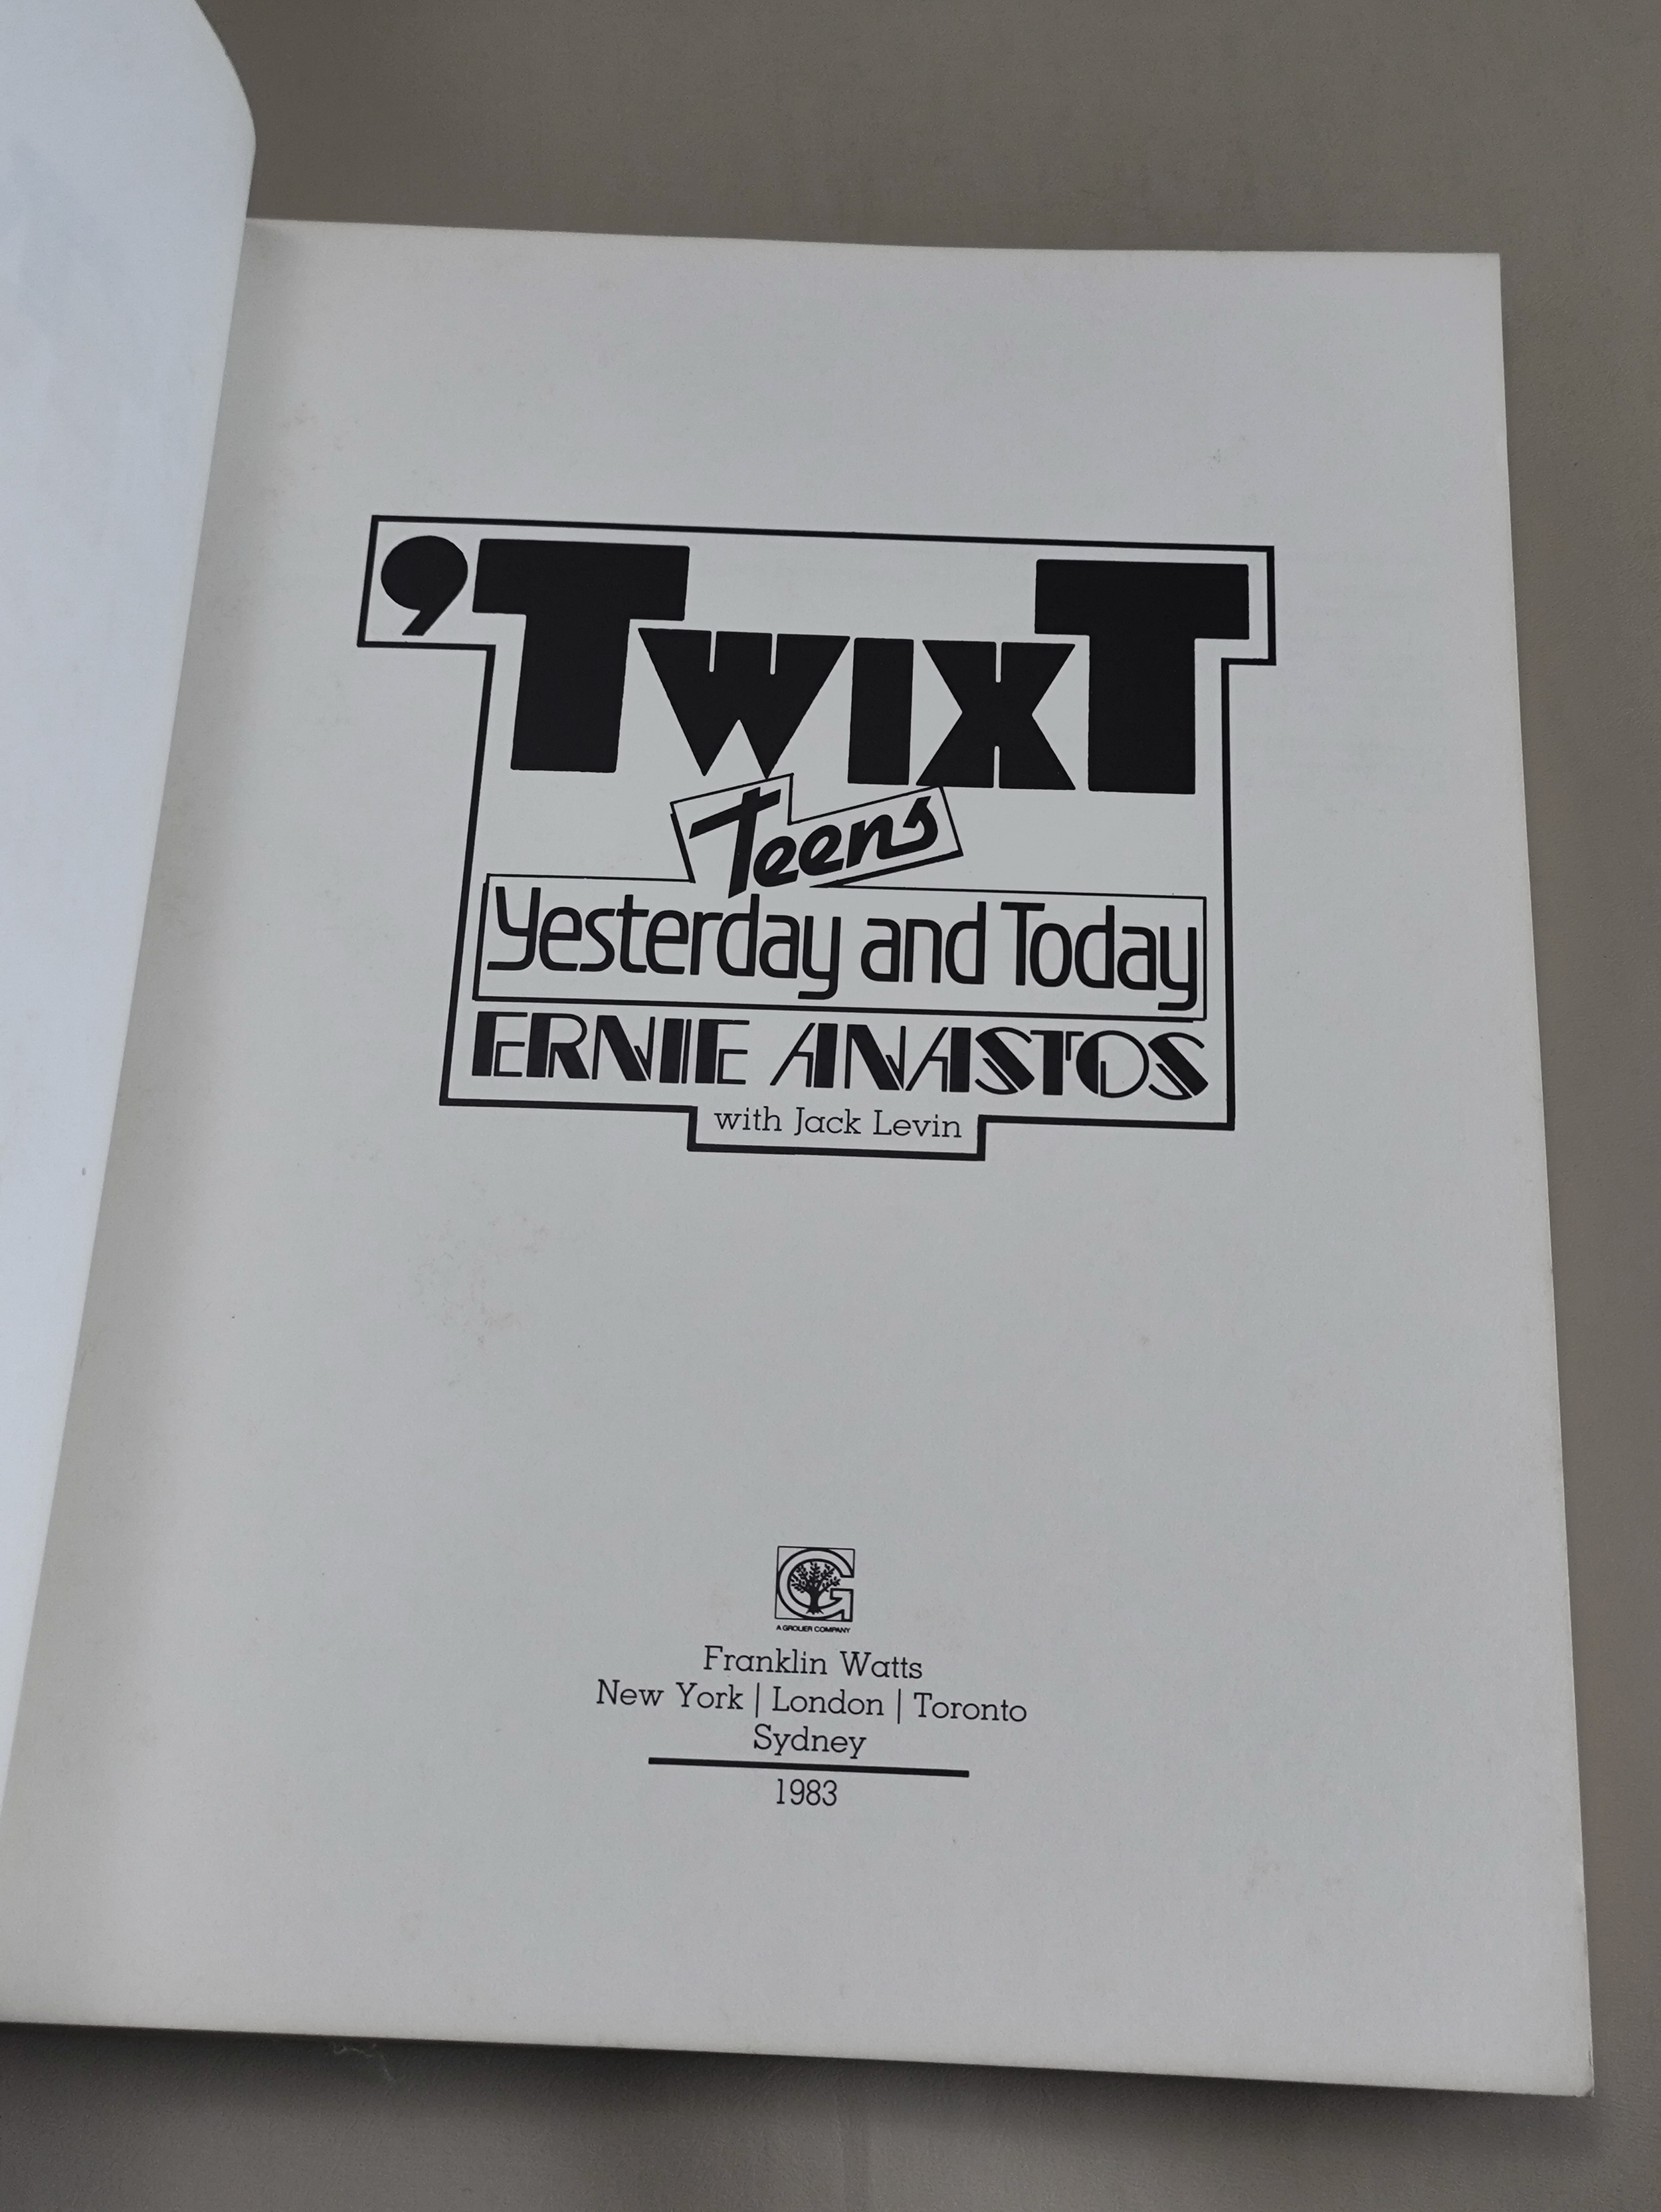 ’TWIXT
Teens
Yesterday and Today
ERNIE ANASTOS
with Jack Levin
G
A GROLIER COMPANY
Franklin Watts
New York | London | Toronto
Sydney
1983